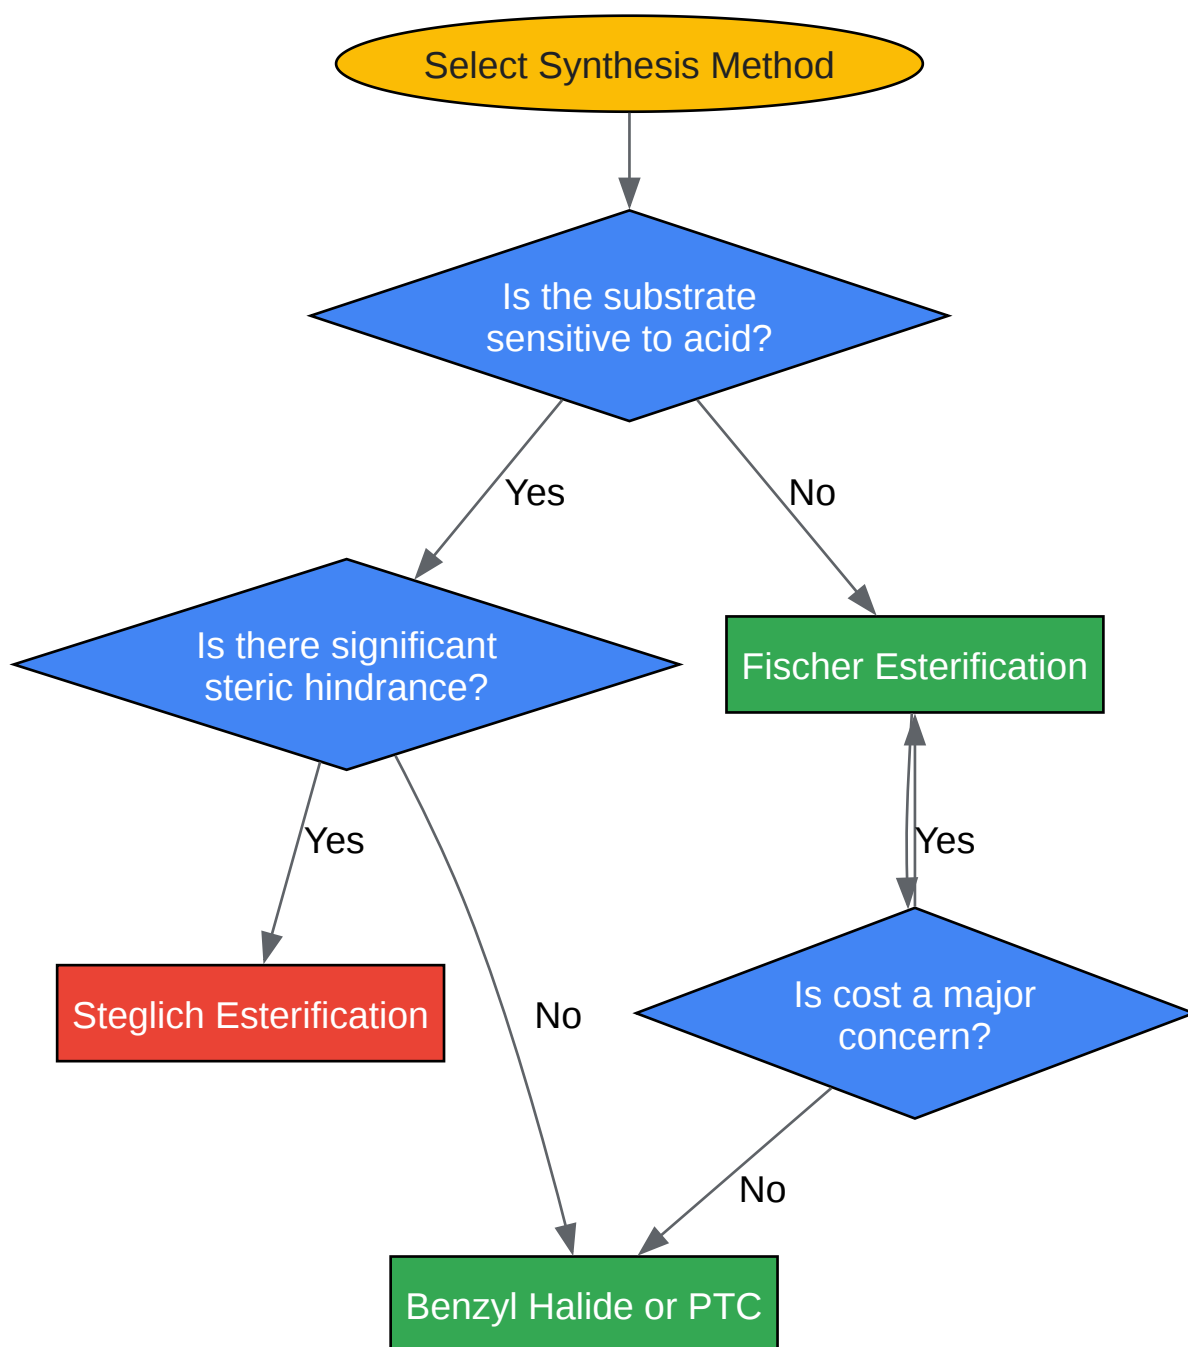 Select Synthesis Method
Is the substrate
sensitive to acid?
Yes
No
Is there significant
steric hindrance?
Fischer Esterification
Yes
Yes
Steglich Esterification
No
Is cost a major
concern?
No
Benzyl Halide or PTC